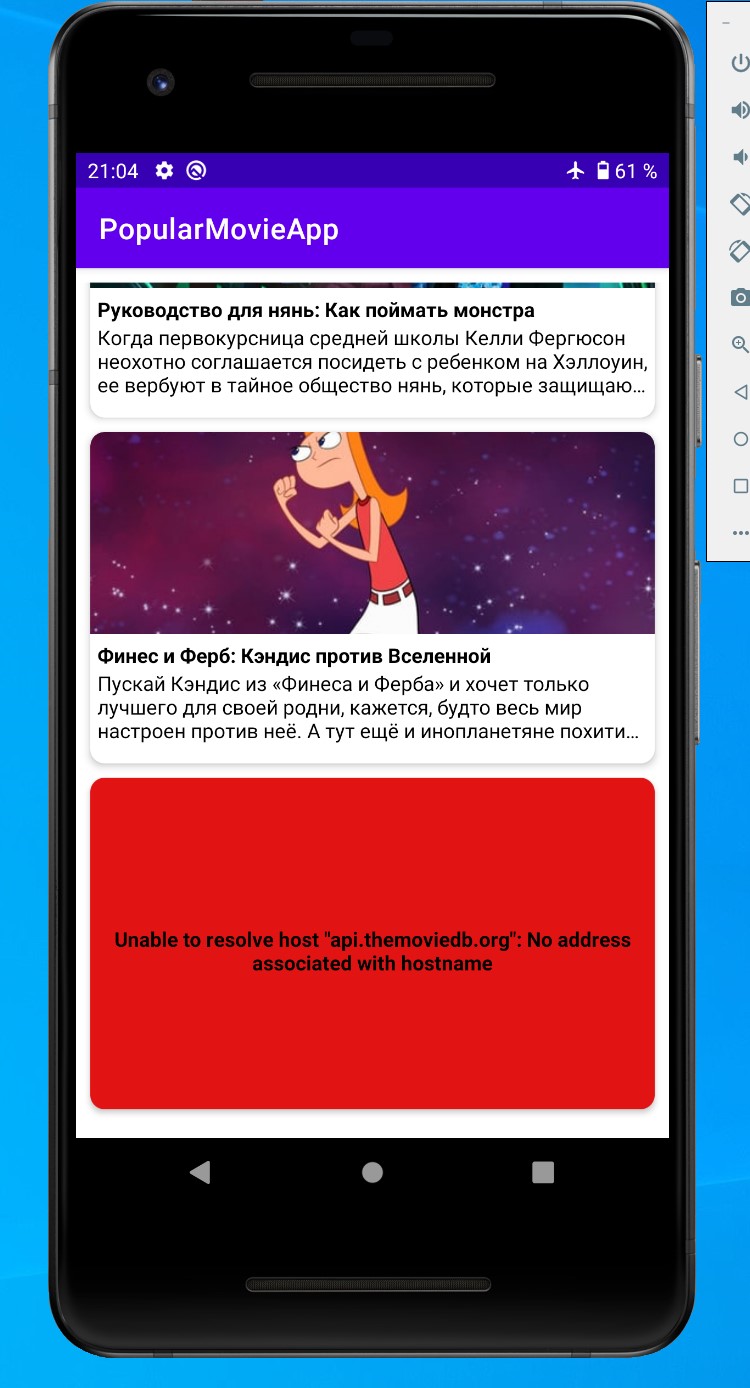 21:04
61 %
PopularMovieApp
Руководство для нянь: Как поймать монстра
Когда первокурсница средней школы Келли Фергюсон
неохотно соглашается посидеть с ребенком на Хэллоуин,
ее вербуют в тайное общество нянь, которые защищаю…
Финес и Ферб: Кэндис против Вселенной
Пускай Кэндис из «Финеса и Ферба» и хочет только
лучшего для своей родни, кажется, будто весь мир
настроен против неё. А тут ещё и инопланетяне похити…
Unable to resolve host "api.themoviedb.org": No address
associated with hostname